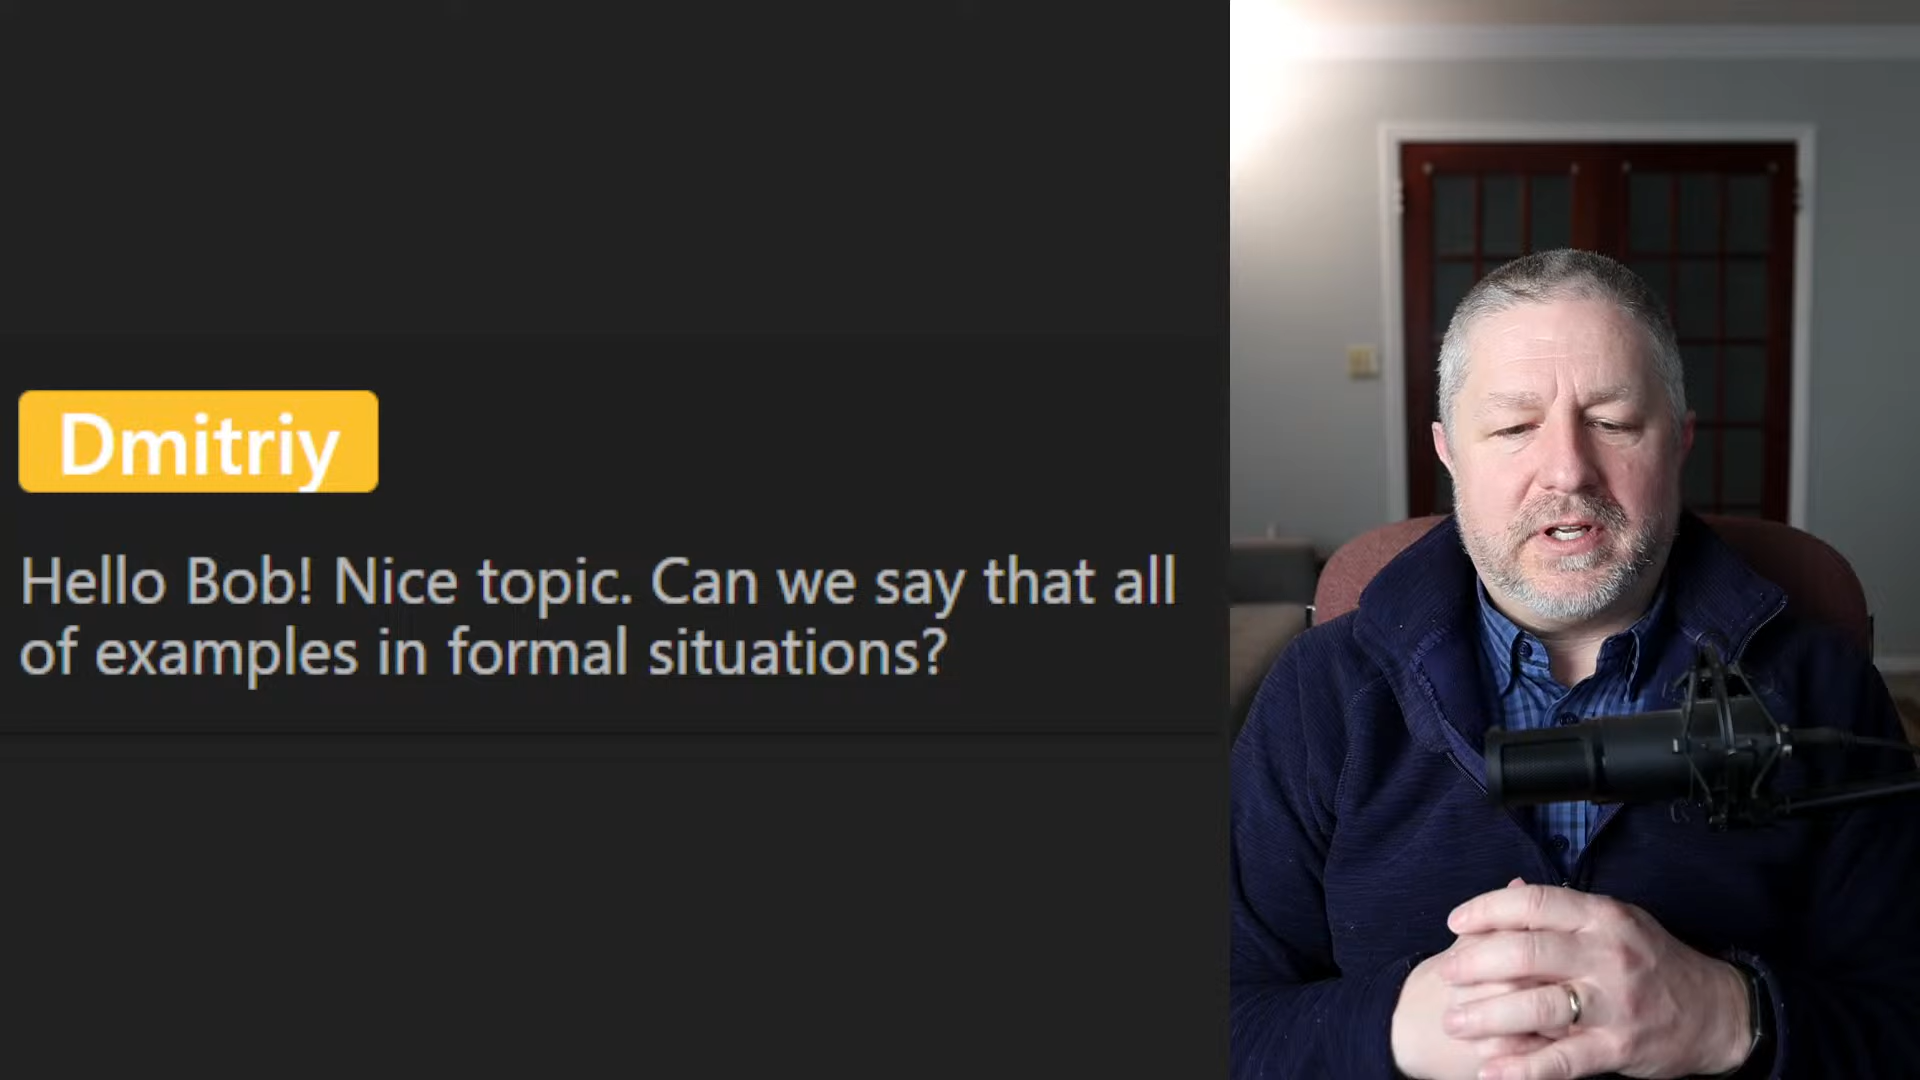 Dmitriy
Hello Bob! Nice topic. Can we say that all
of examples in formal situations?